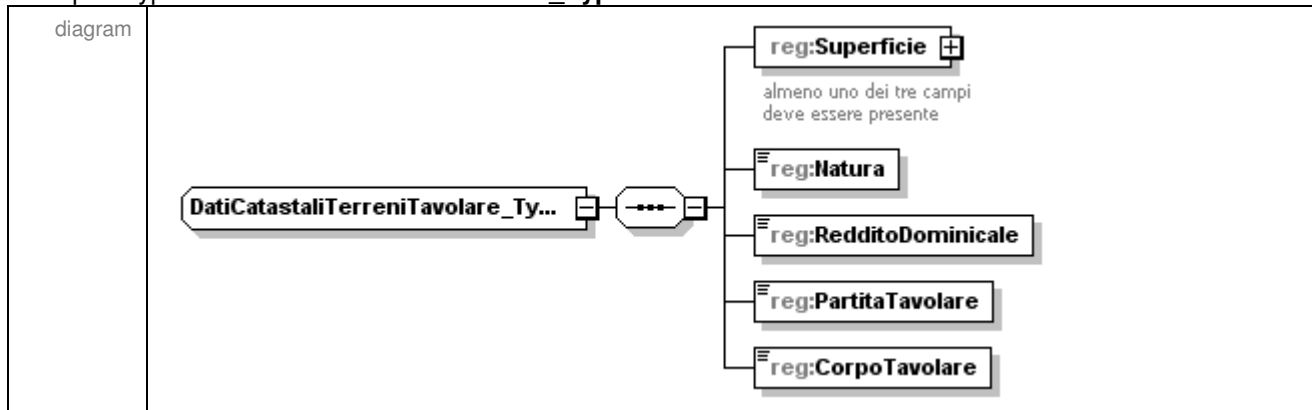 diagram
reg:Superficie
almeno uno dei tre campi
deve essere presente
reg:Natura
DatiCatastaliTerreniTavolare_Ty...
reg:RedditoDominicale
reg:PartitaTavolare
reg:CorpoTavolare